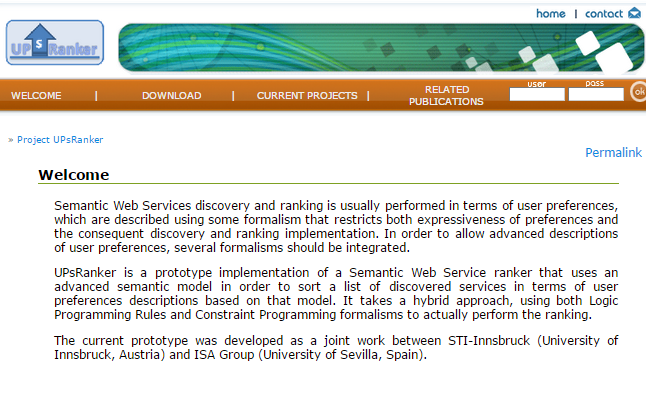 home | contact
UP$Ranker
user pass
WELCOME | DOWNLOAD | CURRENT PROJECTS | RELATED PUBLICATIONS ok
» Project UPsRanker
Permalink
Welcome
Semantic Web Services discovery and ranking is usually performed in terms of user preferences,
which are described using some formalism that restricts both expressiveness of preferences and
the consequent discovery and ranking implementation. In order to allow advanced descriptions
of user preferences, several formalisms should be integrated.
UPsRanker is a prototype implementation of a Semantic Web Service ranker that uses an
advanced semantic model in order to sort a list of discovered services in terms of user
preferences descriptions based on that model. It takes a hybrid approach, using both Logic
Programming Rules and Constraint Programming formalisms to actually perform the ranking.
The current prototype was developed as a joint work between STI-Innsbruck (University of
Innsbruck, Austria) and ISA Group (University of Sevilla, Spain).